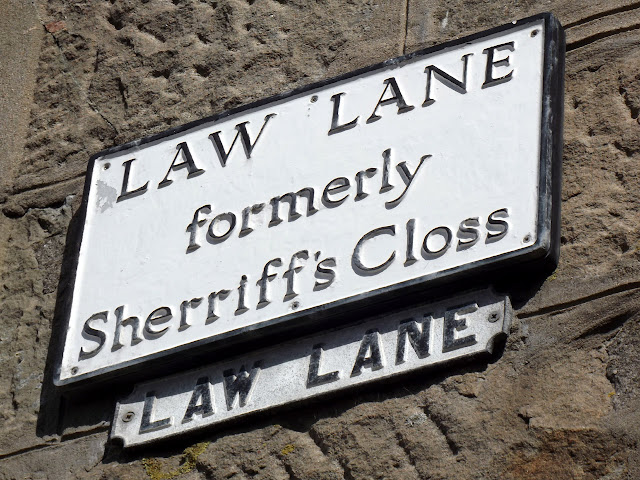 LAW LANE
formerly
Sherriff's Closs
LAW LANE